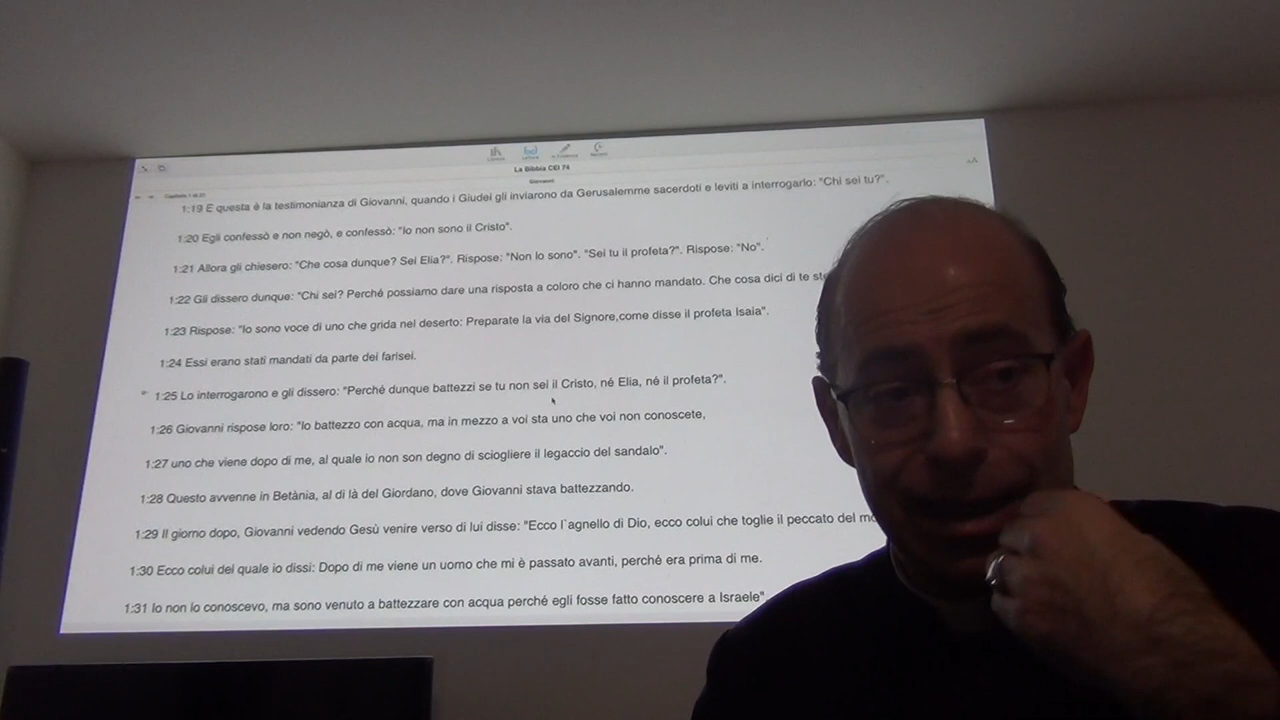 La Bibbia CEI 74
Giovanni
1:19 E questa è la testimonianza di Giovanni, quando i Giudei gli inviarono da Gerusalemme sacerdoti e leviti a interrogarlo: "Chi sei tu?".
1:20 Egli confessò e non negò, e confessò: "Io non sono il Cristo".
1:21 Allora gli chiesero: "Che cosa dunque? Sei Elia?". Rispose: "Non lo sono". "Sei tu il profeta?". Rispose: "No".
1:22 Gli dissero dunque: "Chi sei? Perché possiamo dare una risposta a coloro che ci hanno mandato. Che cosa dici di te
1:23 Rispose: "Io sono voce di uno che grida nel deserto: Preparate la via del Signore,come disse il profeta Isaia".
1:24 Essi erano stati mandati da parte dei farisei.
1:25 Lo interrogarono e gli dissero: "Perché dunque battezzi se tu non sei il Cristo, né Elia, né il profeta?".
1:26 Giovanni rispose loro: "Io battezzo con acqua, ma in mezzo a voi sta uno che voi non conoscete,
1:27 uno che viene dopo di me, al quale io non son degno di sciogliere il legaccio del sandalo".
1:28 Questo avvenne in Betània, al di là del Giordano, dove Giovanni stava battezzando.
1:29 Il giorno dopo, Giovanni vedendo Gesù venire verso di lui disse: "Ecco l`agnello di Dio, ecco colui che toglie il peccato del
1:30 Ecco colui del quale io dissi: Dopo di me viene un uomo che mi è passato avanti, perché era prima di me.
1:31 Io non lo conoscevo, ma sono venuto a battezzare con acqua perché egli fosse fatto conoscere a Israele"